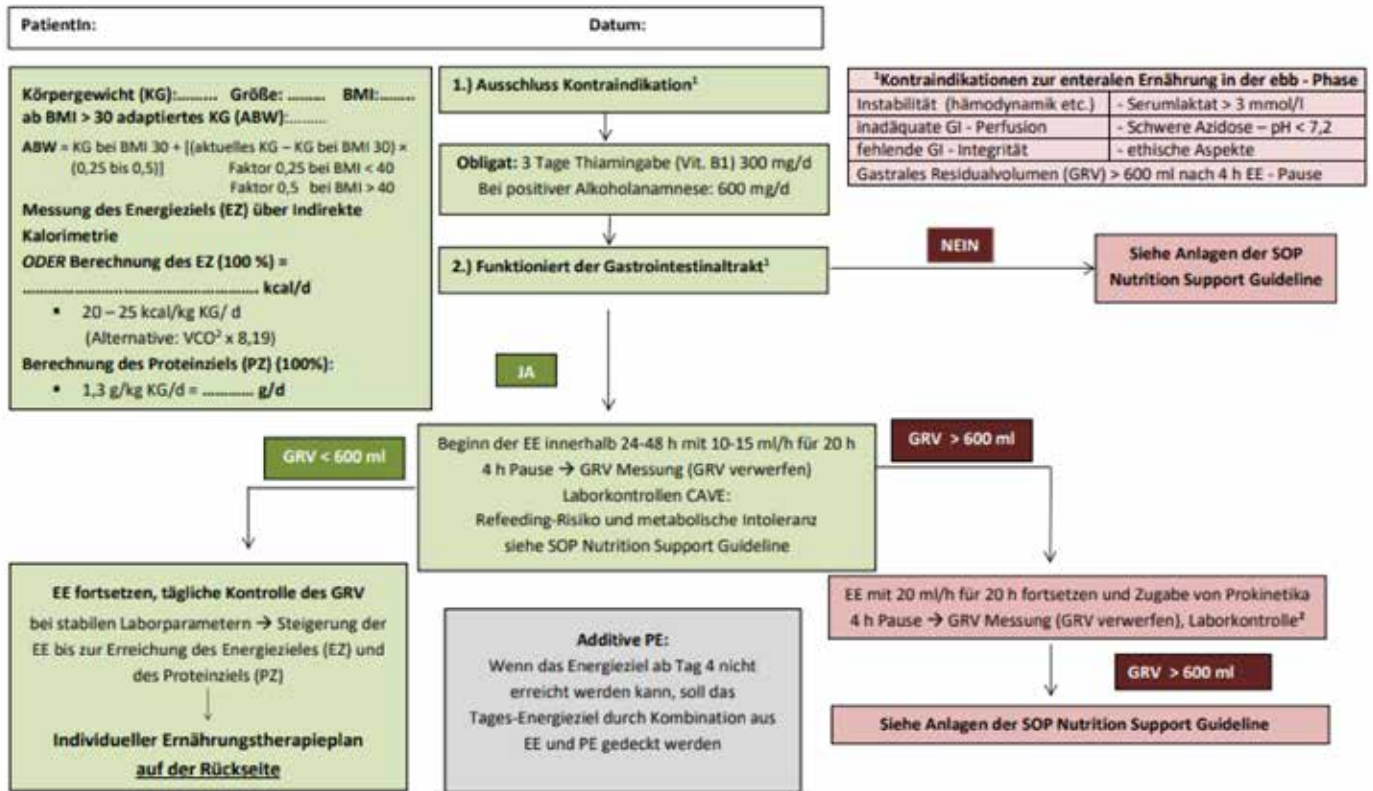 PatientIn: Datum:
Körpergewicht (KG):......... Größe: ......... BMI:........
ab BMI > 30 adaptiertes KG (ABW):.........
ABW = KG bei BMI 30 + [(aktuelles KG – KG bei BMI 30) ×
(0,25 bis 0,5)] Faktor 0,25 bei BMI < 40
Faktor 0,5 bei BMI > 40
Messung des Energieziels (EZ) über Indirekte
Kalorimetrie
ODER Berechnung des EZ (100 %) =
................................................... kcal/d
▪ 20 – 25 kcal/kg KG/ d
(Alternative: VCO² x 8,19)
Berechnung des Proteinziels (PZ) (100%):
▪ 1,3 g/kg KG/d = ............ g/d
1.) Ausschluss Kontraindikation¹
Obligat: 3 Tage Thiamingabe (Vit. B1) 300 mg/d
Bei positiver Alkoholanamnese: 600 mg/d
2.) Funktioniert der Gastrointestinaltrakt¹
¹Kontraindikationen zur enteralen Ernährung in der ebb - Phase
Instabilität (hämodynamik etc.) - Serumlaktat > 3 mmol/l
inadäquate GI - Perfusion - Schwere Azidose – pH < 7,2
fehlende GI - Integrität - ethische Aspekte
Gastrales Residualvolumen (GRV) > 600 ml nach 4 h EE - Pause
NEIN
Siehe Anlagen der SOP
Nutrition Support Guideline
JA
GRV < 600 ml
Beginn der EE innerhalb 24-48 h mit 10-15 ml/h für 20 h
4 h Pause → GRV Messung (GRV verwerfen)
Laborkontrollen CAVE:
Refeeding-Risiko und metabolische Intoleranz
siehe SOP Nutrition Support Guideline
GRV > 600 ml
EE fortsetzen, tägliche Kontrolle des GRV
bei stabilen Laborparametern → Steigerung der
EE bis zur Erreichung des Energiezieles (EZ) und
des Proteinziels (PZ)
Individueller Ernährungstherapieplan
auf der Rückseite
Additive PE:
Wenn das Energieziel ab Tag 4 nicht
erreicht werden kann, soll das
Tages-Energieziel durch Kombination aus
EE und PE gedeckt werden
EE mit 20 ml/h für 20 h fortsetzen und Zugabe von Prokinetika
4 h Pause → GRV Messung (GRV verwerfen), Laborkontrolle²
GRV > 600 ml
Siehe Anlagen der SOP Nutrition Support Guideline